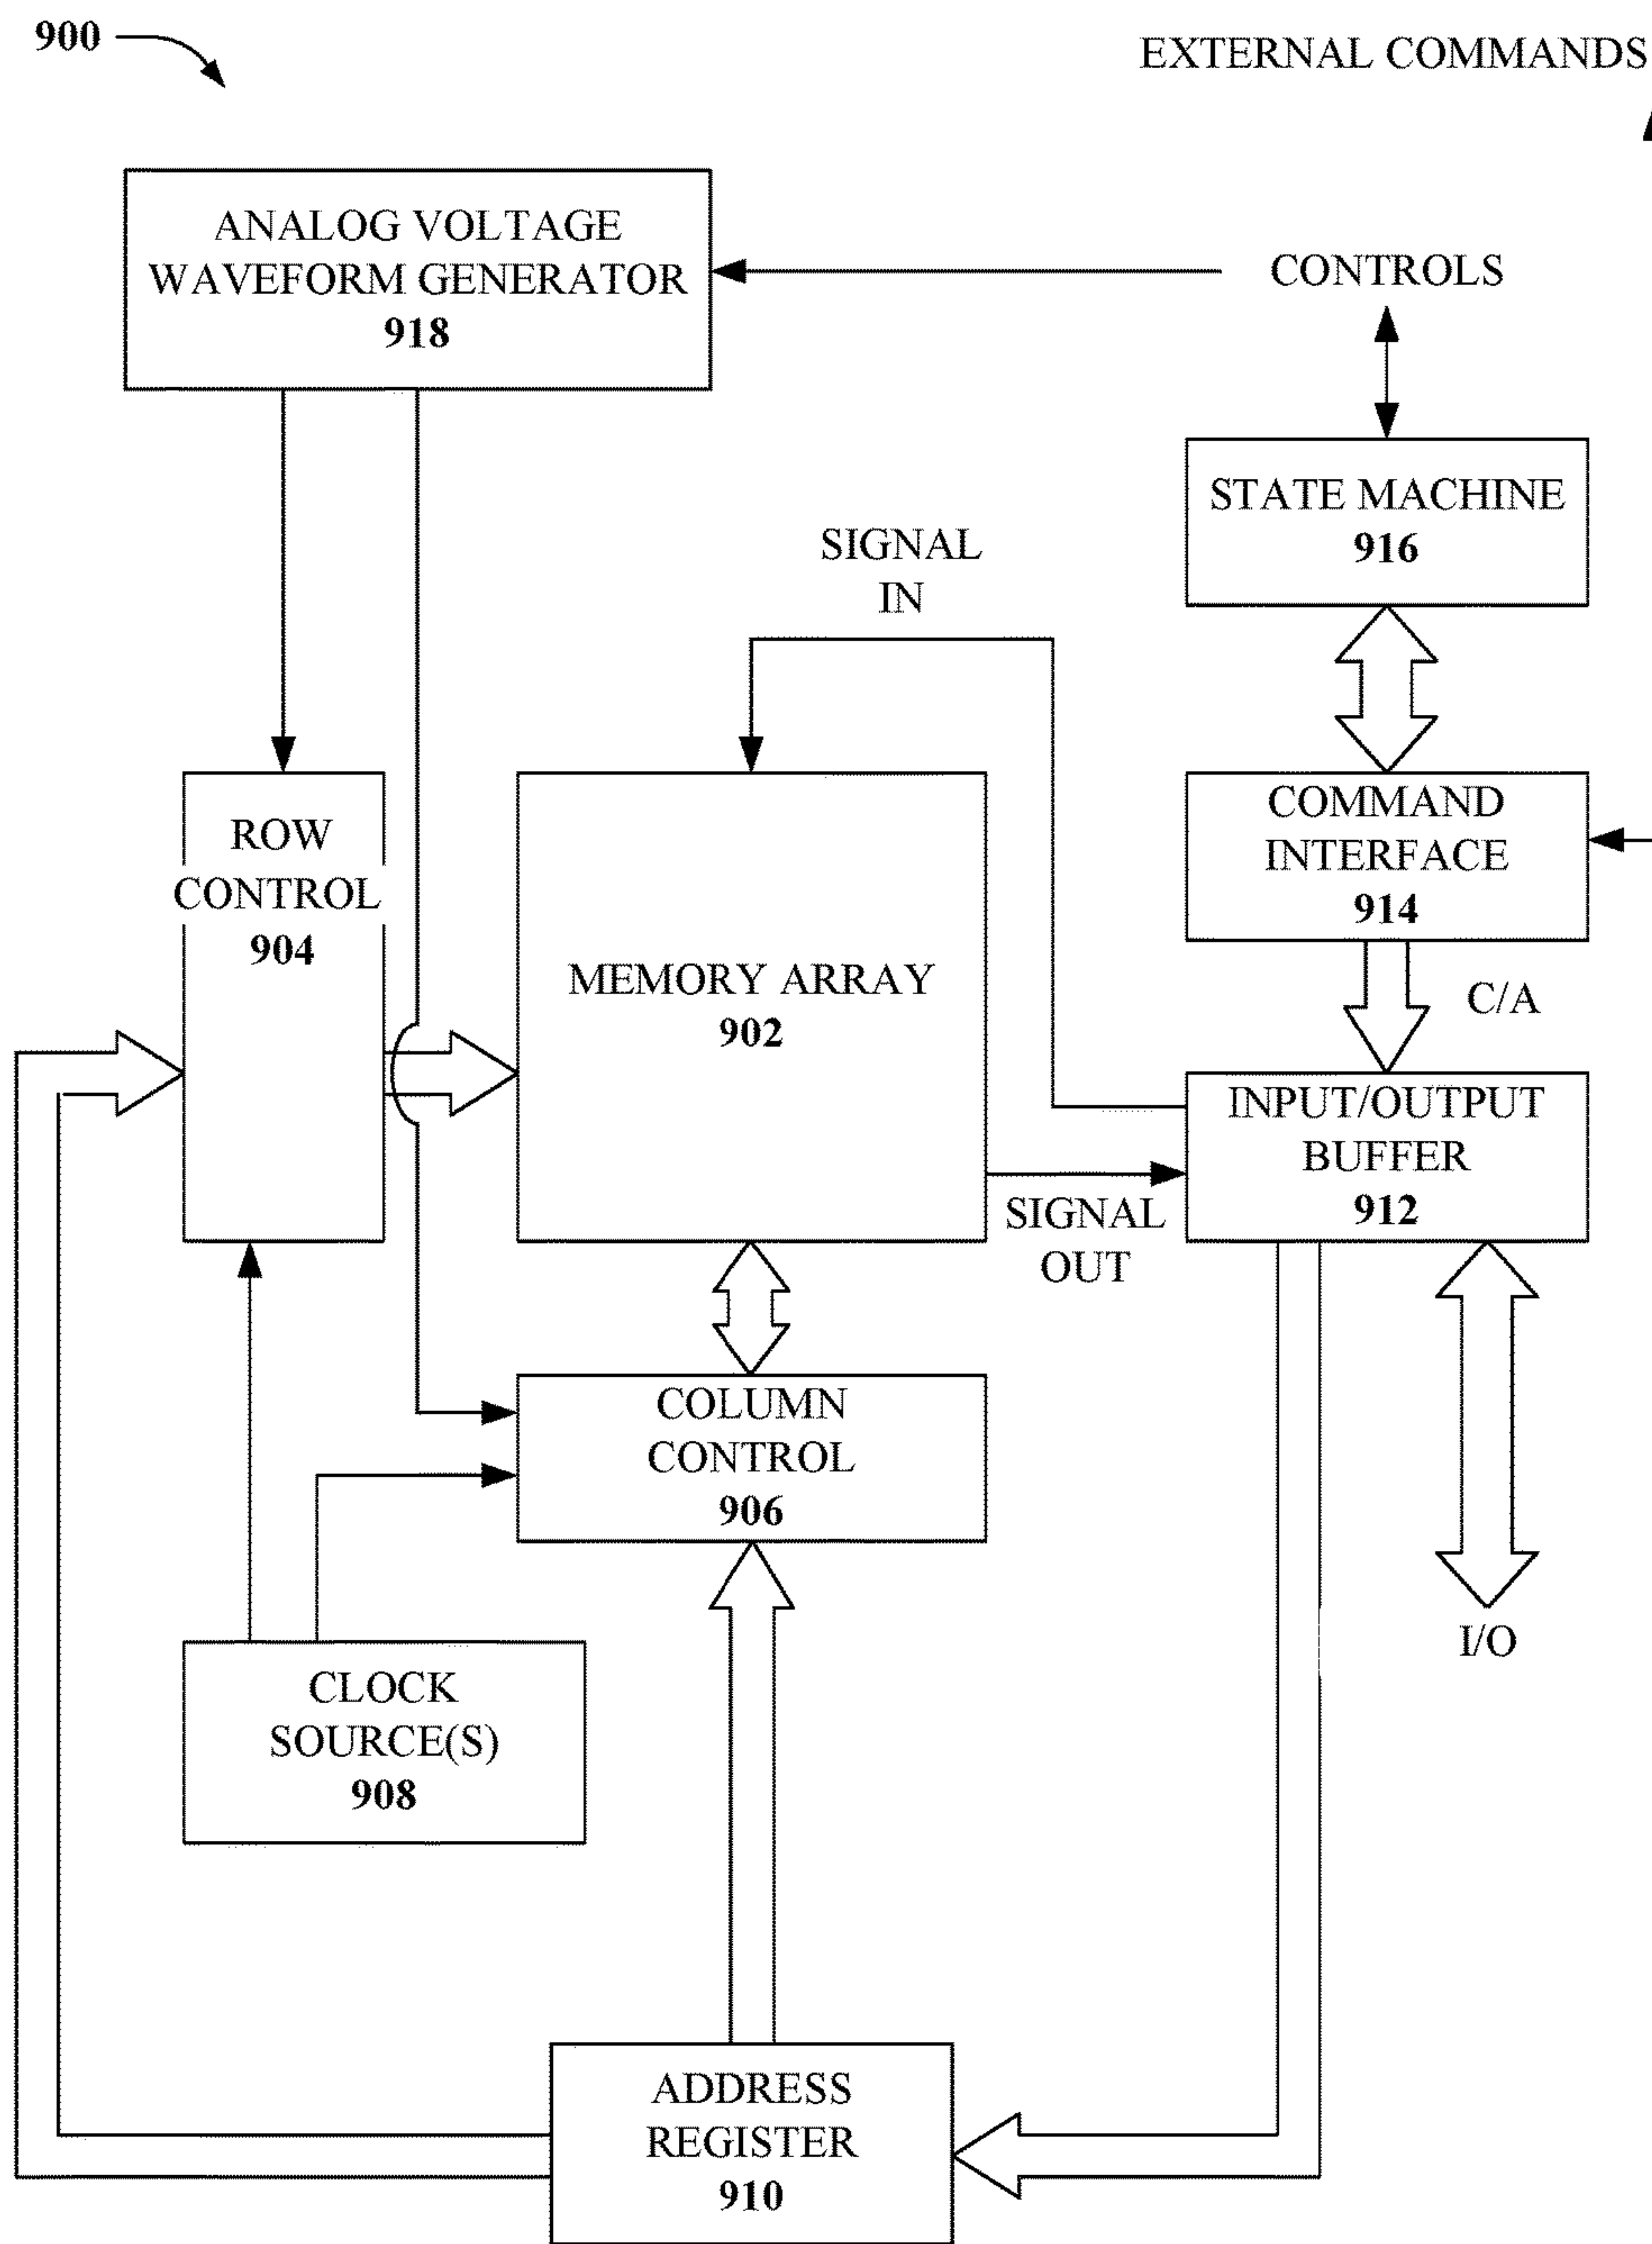 900
EXTERNAL COMMANDS
ANALOG VOLTAGE
WAVEFORM GENERATOR
918
CONTROLS
STATE MACHINE
916
SIGNAL
IN
ROW
CONTROL
904
MEMORY ARRAY
902
COMMAND
INTERFACE
914
C/A
INPUT/OUTPUT
BUFFER
912
SIGNAL
OUT
COLUMN
CONTROL
906
I/O
CLOCK
SOURCE(S)
908
ADDRESS
REGISTER
910